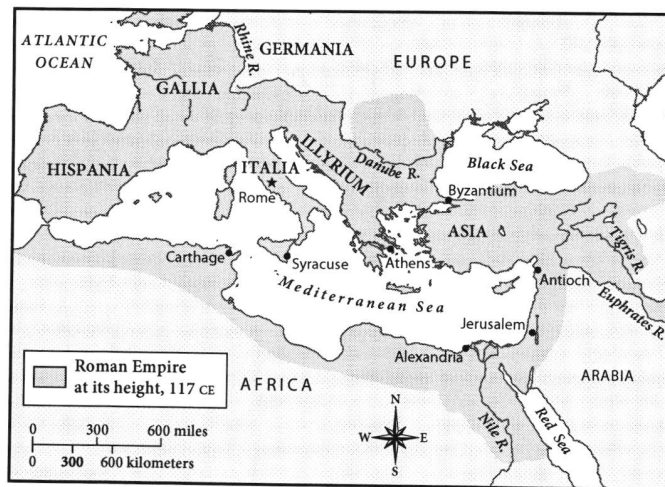 ATLANTIC
OCEAN
Rhine R.
GERMANIA
EUROPE
GALLIA
HISPANIA
ITALIA
Rome
ILLYRIUM
Danube R.
Black Sea
Byzantium
ASIA
Tigris R.
Carthage
Syracuse
Athens
Antioch
Mediterranean Sea
Euphrates R.
Jerusalem
Alexandria
Roman Empire
at its height, 117 CE
AFRICA
ARABIA
Nile R.
Red Sea
0 300 600 miles
0 300 600 kilometers
N
W E
S